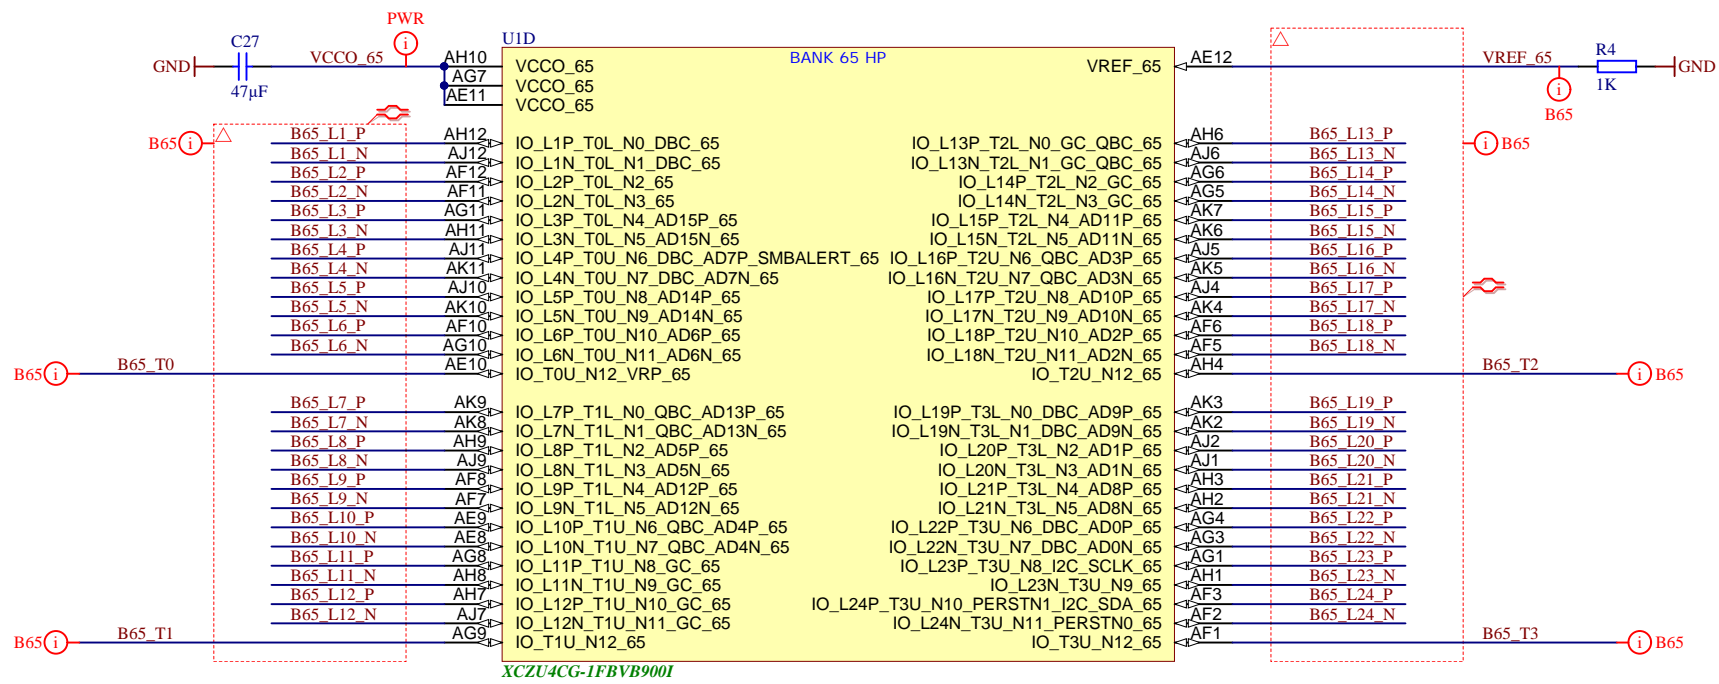 PWR
i
C27
GND
47µF
VCCO_65
U1D
BANK 65 HP
AH10 VCCO_65
AG7 VCCO_65
AE11 VCCO_65
VREF_65 AE12
VREF_65
R4
1K
GND
i
B65
B65 i
B65_L1_P AH12 IO_L1P_T0L_N0_DBC_65
B65_L1_N AJ12 IO_L1N_T0L_N1_DBC_65
B65_L2_P AF12 IO_L2P_T0L_N2_65
B65_L2_N AF11 IO_L2N_T0L_N3_65
B65_L3_P AG11 IO_L3P_T0L_N4_AD15P_65
B65_L3_N AH11 IO_L3N_T0L_N5_AD15N_65
B65_L4_P AJ11 IO_L4P_T0U_N6_DBC_AD7P_SMBALERT_65
B65_L4_N AK11 IO_L4N_T0U_N7_DBC_AD7N_65
B65_L5_P AJ10 IO_L5P_T0U_N8_AD14P_65
B65_L5_N AK10 IO_L5N_T0U_N9_AD14N_65
B65_L6_P AF10 IO_L6P_T0U_N10_AD6P_65
B65_L6_N AG10 IO_L6N_T0U_N11_AD6N_65
B65 i B65_T0 AE10 IO_T0U_N12_VRP_65
B65_L7_P AK9 IO_L7P_T1L_N0_QBC_AD13P_65
B65_L7_N AK8 IO_L7N_T1L_N1_QBC_AD13N_65
B65_L8_P AH9 IO_L8P_T1L_N2_AD5P_65
B65_L8_N AJ9 IO_L8N_T1L_N3_AD5N_65
B65_L9_P AF8 IO_L9P_T1L_N4_AD12P_65
B65_L9_N AF7 IO_L9N_T1L_N5_AD12N_65
B65_L10_P AE9 IO_L10P_T1U_N6_QBC_AD4P_65
B65_L10_N AE8 IO_L10N_T1U_N7_QBC_AD4N_65
B65_L11_P AG8 IO_L11P_T1U_N8_GC_65
B65_L11_N AH8 IO_L11N_T1U_N9_GC_65
B65_L12_P AH7 IO_L12P_T1U_N10_GC_65
B65_L12_N AJ7 IO_L12N_T1U_N11_GC_65
B65 i B65_T1 AG9 IO_T1U_N12_65
IO_L13P_T2L_N0_GC_QBC_65 AH6 B65_L13_P
i B65
IO_L13N_T2L_N1_GC_QBC_65 AJ6 B65_L13_N
IO_L14P_T2L_N2_GC_65 AG6 B65_L14_P
IO_L14N_T2L_N3_GC_65 AG5 B65_L14_N
IO_L15P_T2L_N4_AD11P_65 AK7 B65_L15_P
IO_L15N_T2L_N5_AD11N_65 AK6 B65_L15_N
IO_L16P_T2U_N6_QBC_AD3P_65 AJ5 B65_L16_P
IO_L16N_T2U_N7_QBC_AD3N_65 AK5 B65_L16_N
IO_L17P_T2U_N8_AD10P_65 AJ4 B65_L17_P
IO_L17N_T2U_N9_AD10N_65 AK4 B65_L17_N
IO_L18P_T2U_N10_AD2P_65 AF6 B65_L18_P
IO_L18N_T2U_N11_AD2N_65 AF5 B65_L18_N
IO_T2U_N12_65 AH4 B65_T2 i B65
IO_L19P_T3L_N0_DBC_AD9P_65 AK3 B65_L19_P
IO_L19N_T3L_N1_DBC_AD9N_65 AK2 B65_L19_N
IO_L20P_T3L_N2_AD1P_65 AJ2 B65_L20_P
IO_L20N_T3L_N3_AD1N_65 AJ1 B65_L20_N
IO_L21P_T3L_N4_AD8P_65 AH3 B65_L21_P
IO_L21N_T3L_N5_AD8N_65 AH2 B65_L21_N
IO_L22P_T3U_N6_DBC_AD0P_65 AG4 B65_L22_P
IO_L22N_T3U_N7_DBC_AD0N_65 AG3 B65_L22_N
IO_L23P_T3U_N8_I2C_SCLK_65 AG1 B65_L23_P
IO_L23N_T3U_N9_65 AH1 B65_L23_N
IO_L24P_T3U_N10_PERSTN1_I2C_SDA_65 AF3 B65_L24_P
IO_L24N_T3U_N11_PERSTN0_65 AF2 B65_L24_N
IO_T3U_N12_65 AF1 B65_T3 i B65
XCZU4CG-1FBVB900I